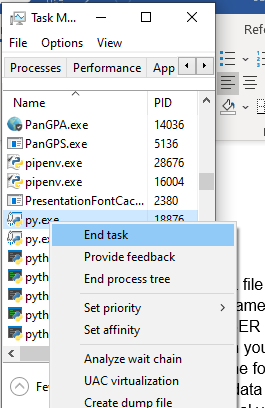 Task M...
File Options View
Processes Performance App
Refe
Name PID
PanGPA.exe 14036
PanGPS.exe 5136
pipenv.exe 28676
pipenv.exe 16004
PresentationFontCac... 2380
py.exe 18876
py.ex
pyth
pyth
pyth
pyth
pyth
End task
Provide feedback
End process tree
Set priority
Set affinity
Analyze wait chain
UAC virtualization
Create dump file
Few
file
ame
ER
you
e fo
data